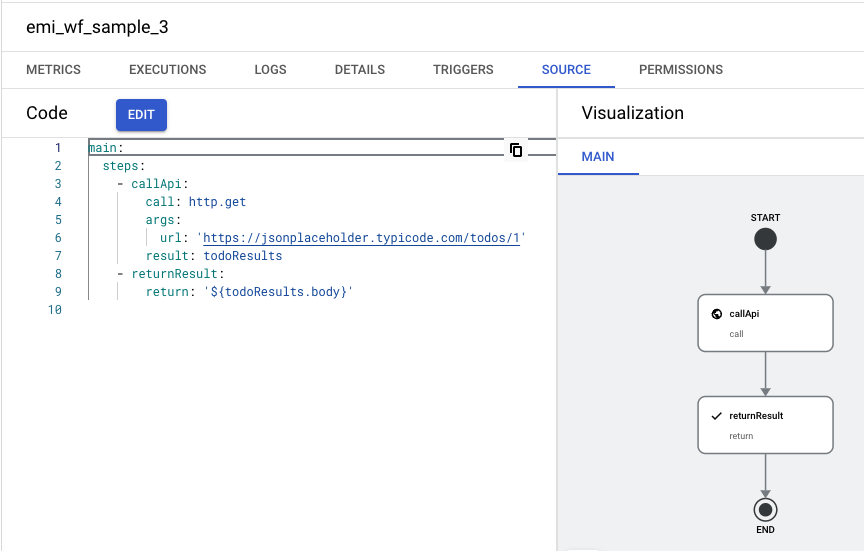 emi_wf_sample_3
METRICS EXECUTIONS LOGS DETAILS TRIGGERS SOURCE PERMISSIONS
Code EDIT
1 main:
2 steps:
3 - callApi:
4 call: http.get
5 args:
6 url: 'https://jsonplaceholder.typicode.com/todos/1'
7 result: todoResults
8 - returnResult:
9 return: '${todoResults.body}'
10
Visualization
MAIN
START
callApi
call
returnResult
return
END